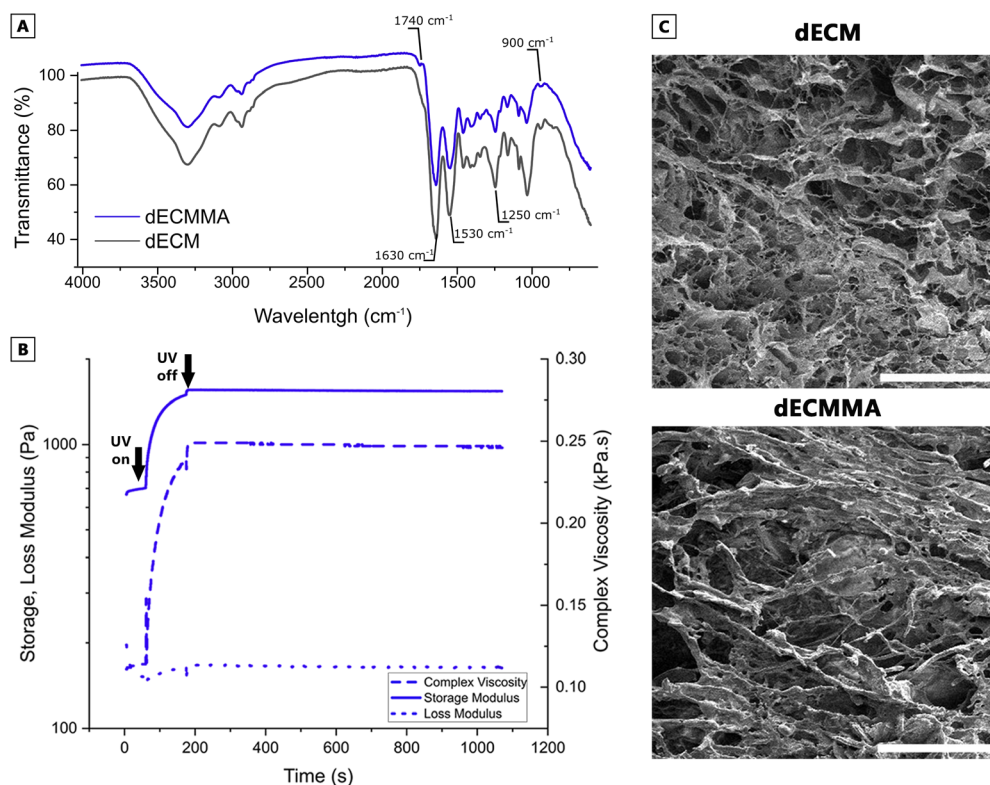 A
1740 cm-1
900 cm-1
100
80
60
40
Transmittance (%)
dECMMA
dECM
1630 cm-1
1530 cm-1
1250 cm-1
4000
3500
3000
2500
2000
1500
1000
Wavelentgh (cm-1)
B
UV
off
UV
on
1000
100
Storage, Loss Modulus (Pa)
0.30
0.25
0.20
0.15
0.10
Complex Viscosity (kPa.s)
Complex Viscosity
Storage Modulus
Loss Modulus
0
200
400
600
800
1000
1200
Time (s)
C
dECM
dECMMA